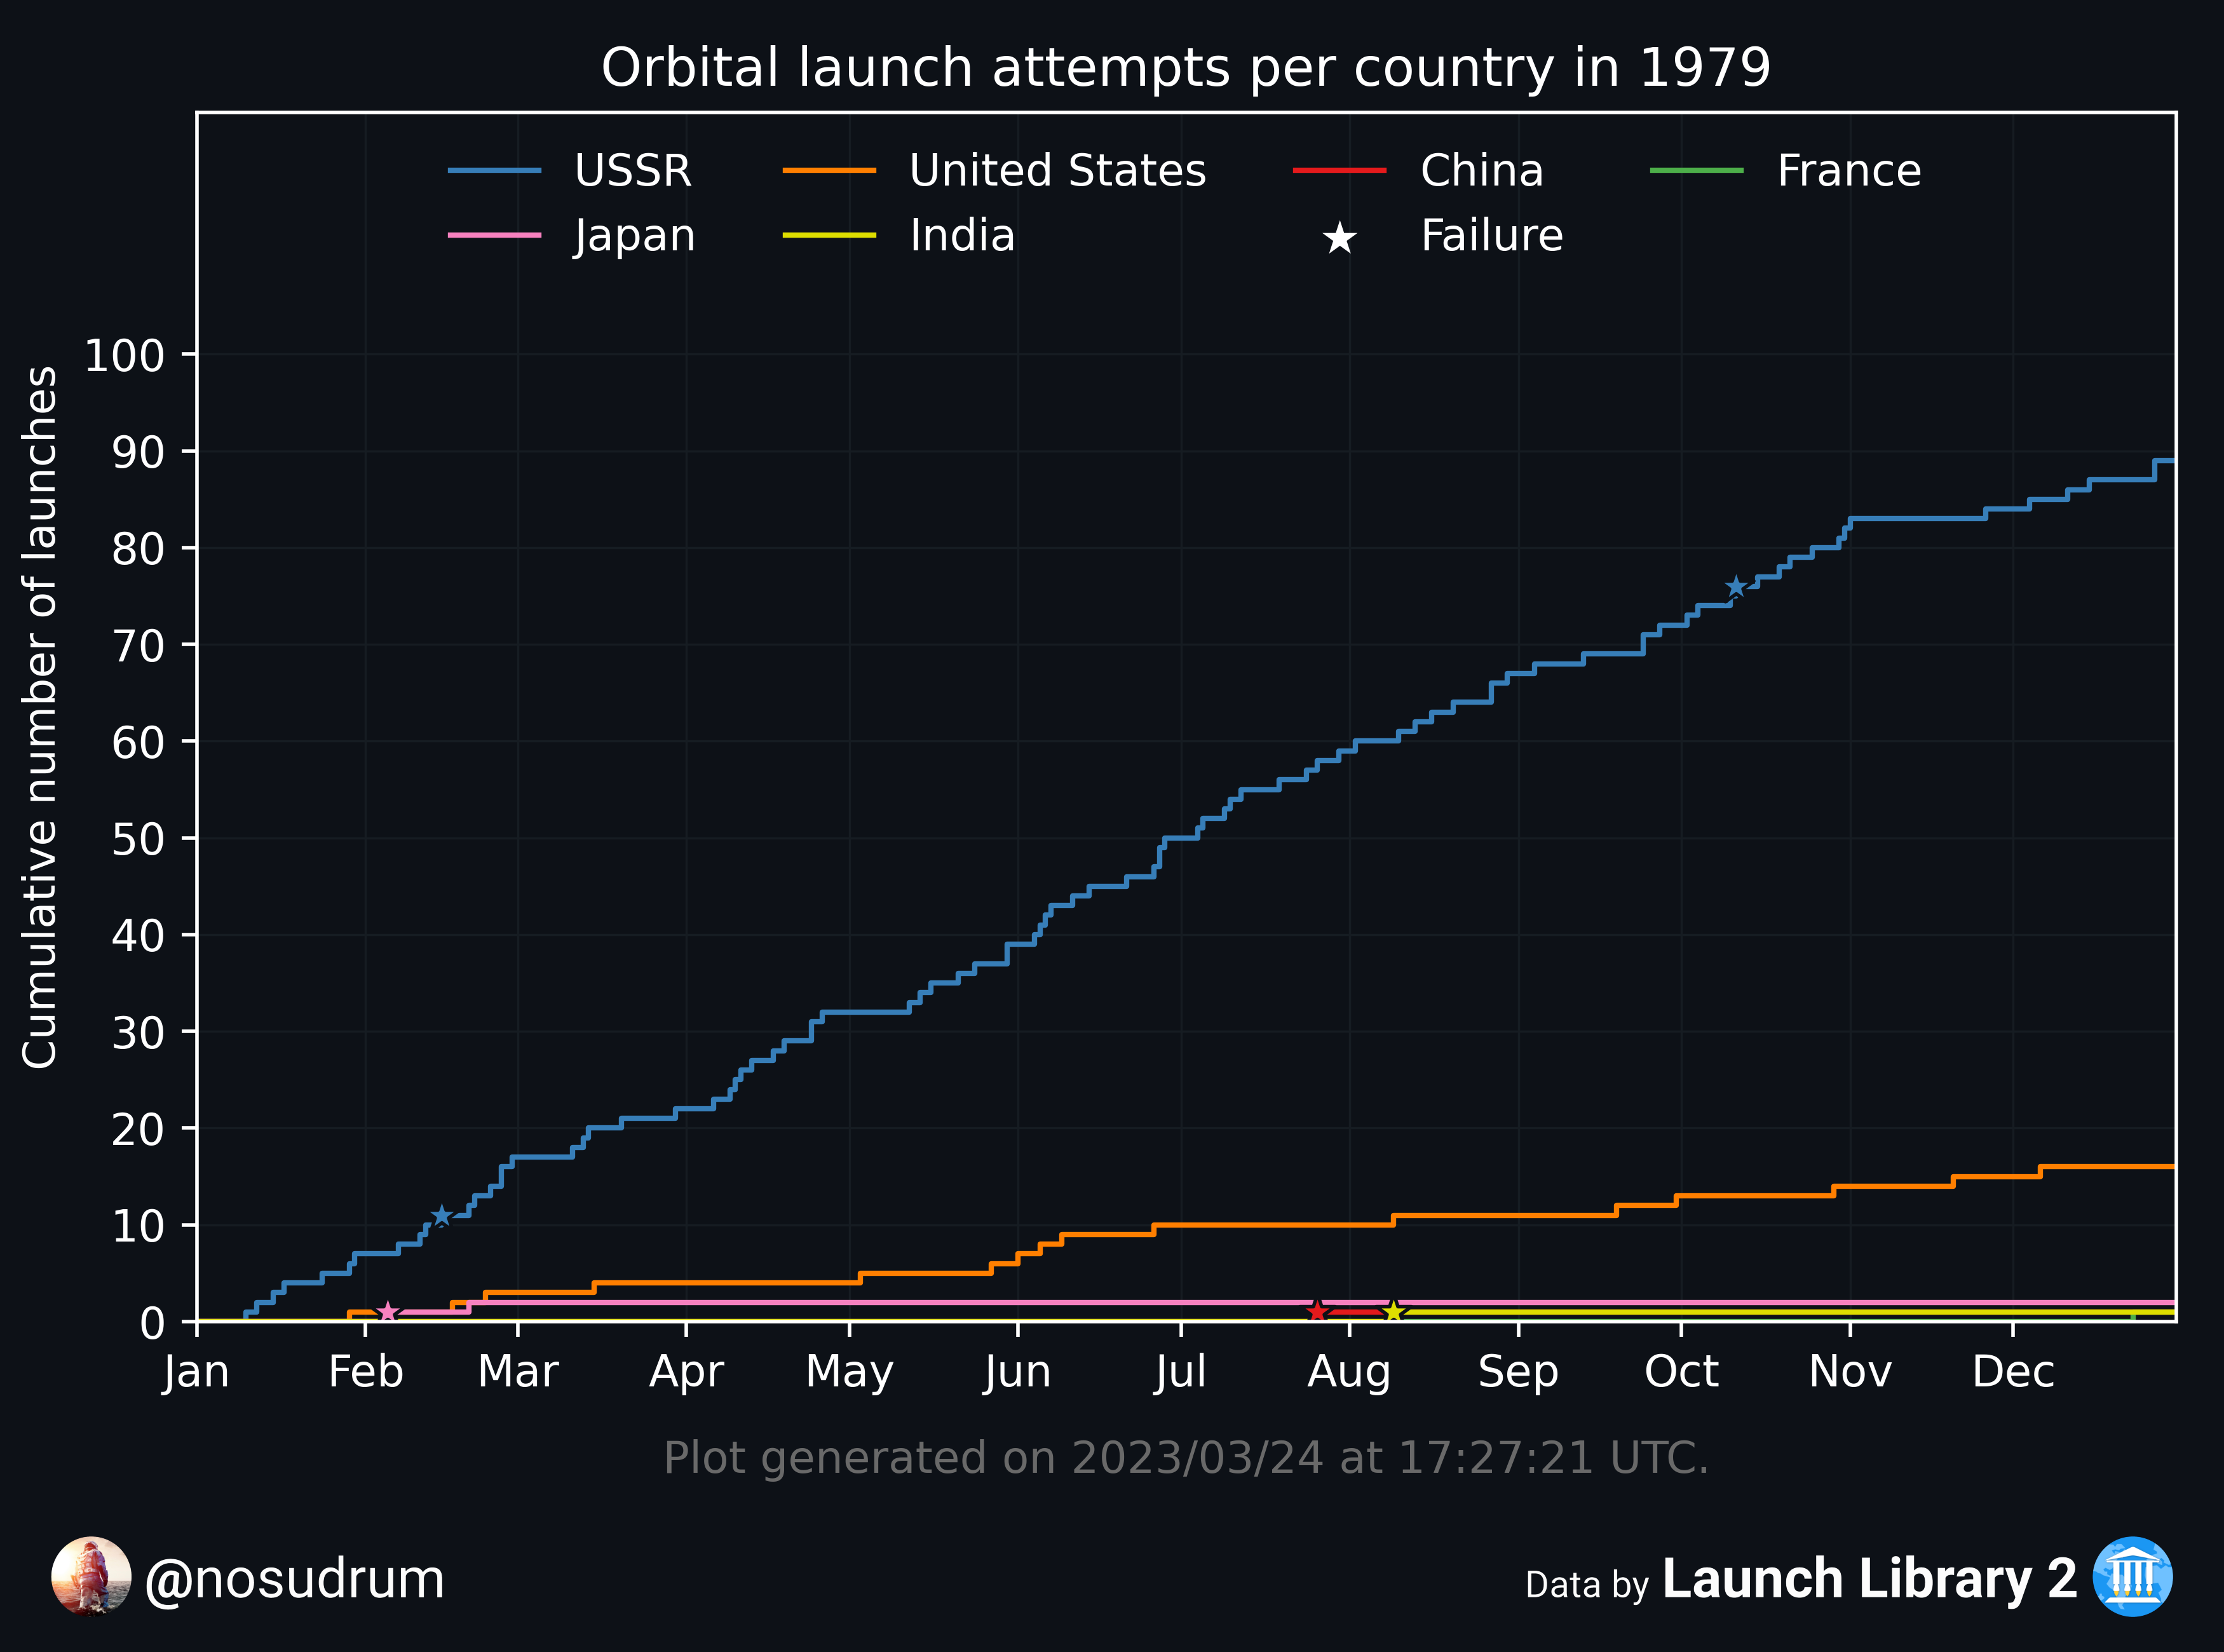 Orbital launch attempts per country in 1979
USSR United States China France
Japan India Failure
Cumulative number of launches
100
90
80
70
60
50
40
30
20
10
0
Jan Feb Mar Apr May Jun Jul Aug Sep Oct Nov Dec
Plot generated on 2023/03/24 at 17:27:21 UTC.
@nosudrum
Data by Launch Library 2